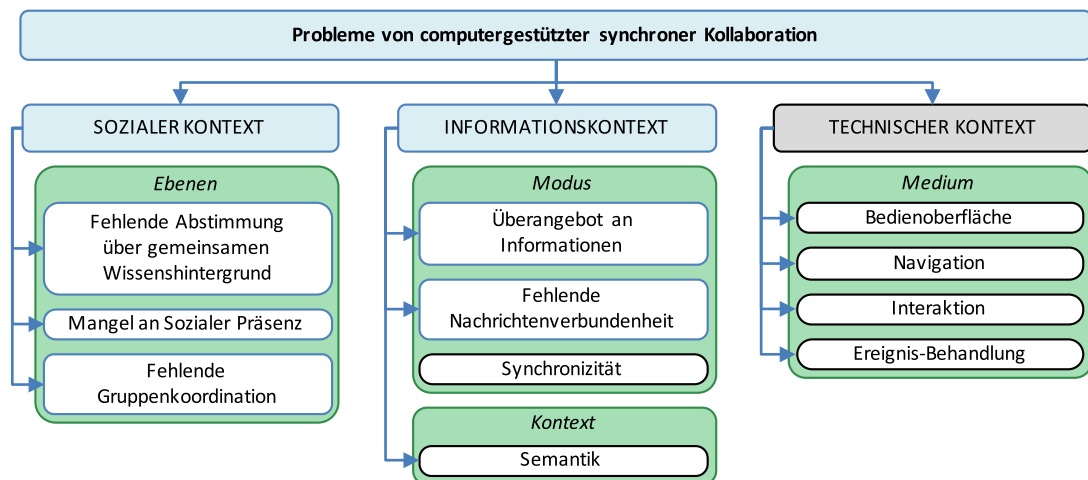 Probleme von computergestützter synchroner Kollaboration
SOZIALER KONTEXT
Ebenen
Fehlende Abstimmung
über gemeinsamen
Wissenshintergrund
Mangel an Sozialer Präsenz
Fehlende
Gruppenkoordination
INFORMATIONSKONTEXT
Modus
Überangebot an
Informationen
Fehlende
Nachrichtenverbundenheit
Synchronizität
Kontext
Semantik
TECHNISCHER KONTEXT
Medium
Bedienoberfläche
Navigation
Interaktion
Ereignis-Behandlung